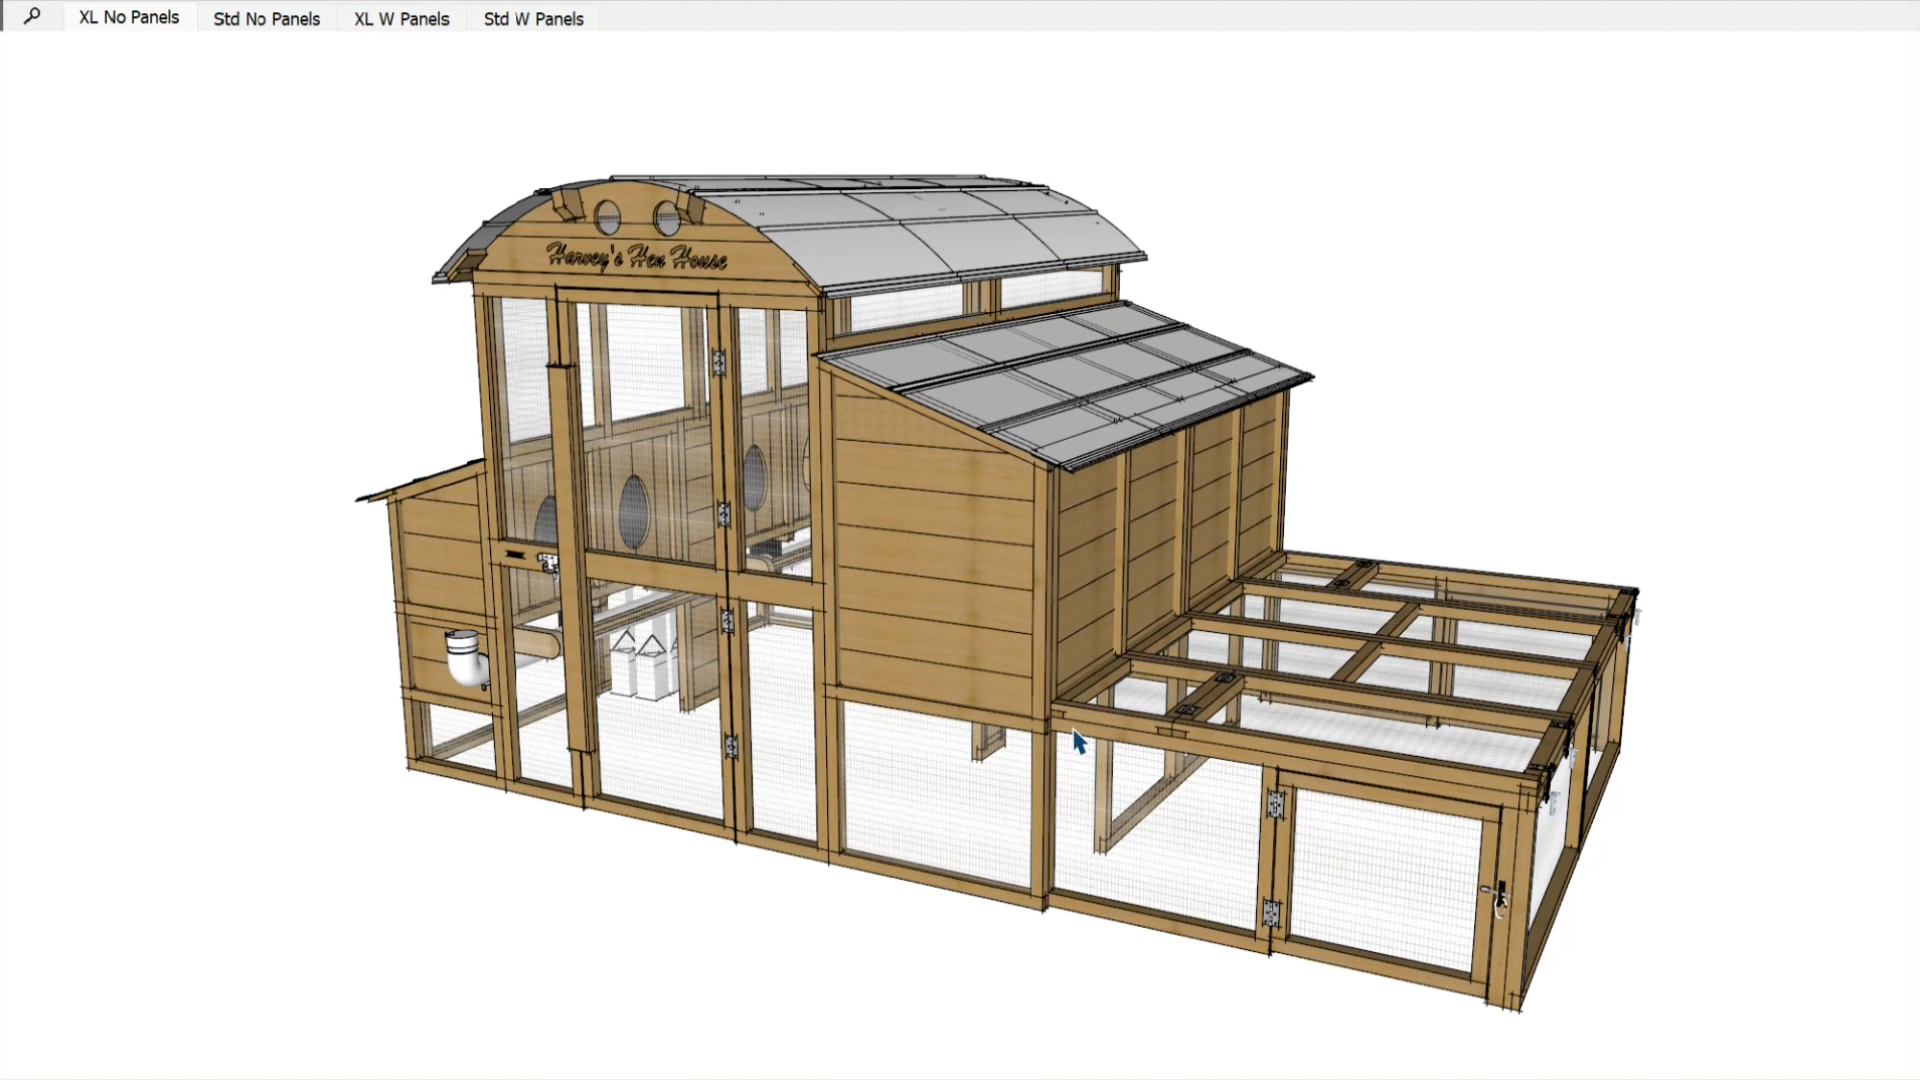 XL No Panels
Std No Panels
XL W Panels
Std W Panels
Harvey's Hen House